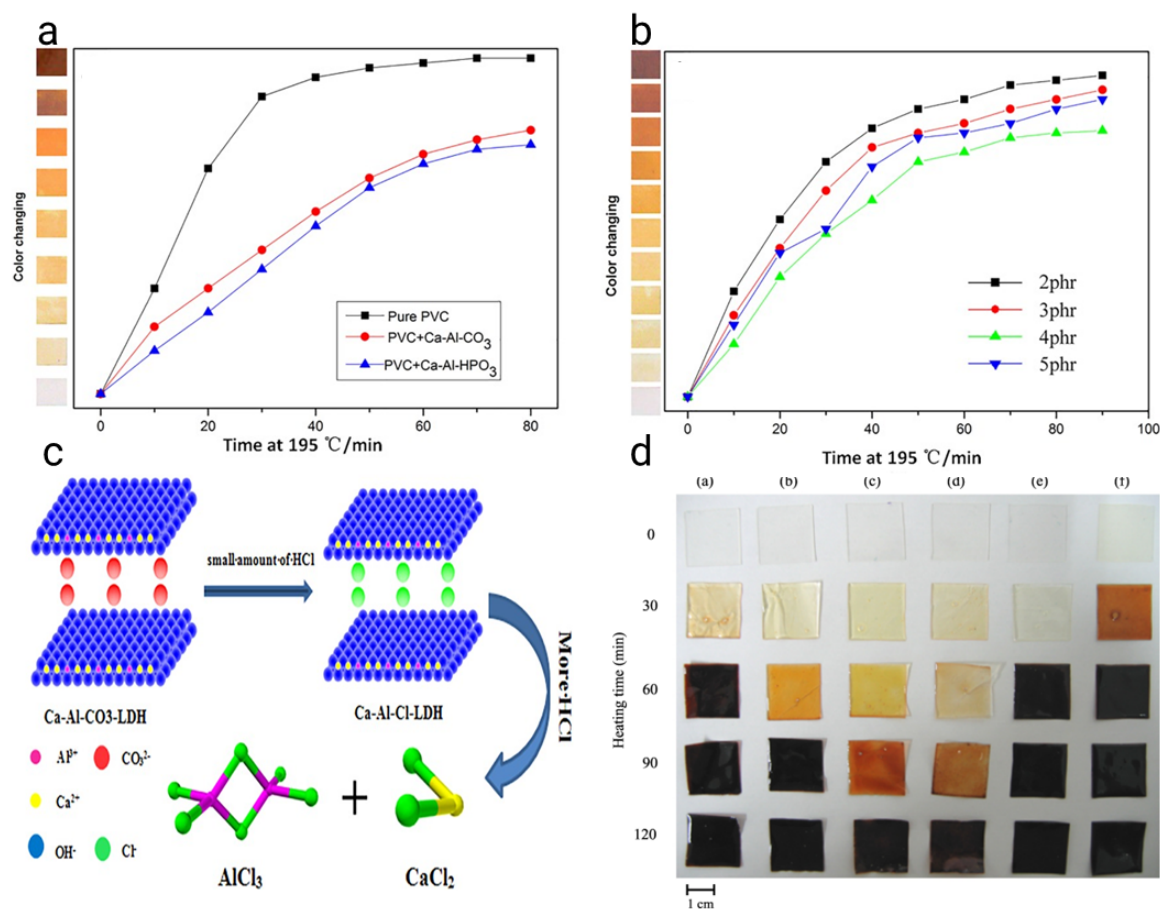 a
Color changing
Pure PVC
PVC+Ca-Al-CO₃
PVC+Ca-Al-HPO₃
0 20 40 60 80
Time at 195 ℃/min
b
Color changing
2phr
3phr
4phr
5phr
0 20 40 60 80 100
Time at 195 ℃/min
c
small·amount·of·HCl
Ca-Al-CO3-LDH
Ca-Al-Cl-LDH
More·HCl
Al³⁺
CO₃²⁻
Ca²⁺
OH⁻
Cl⁻
+
AlCl₃
CaCl₂
d
(a) (b) (c) (d) (e) (f)
Heating time (min)
0
30
60
90
120
1 cm